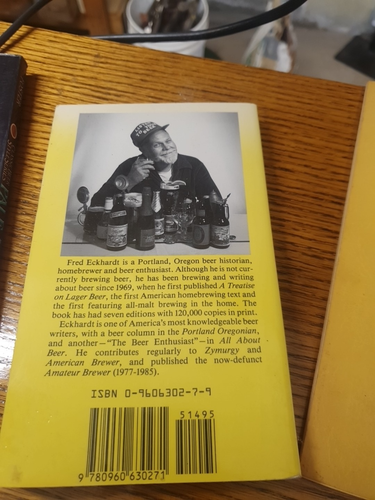 Fred Eckhardt is a Portland, Oregon beer historian,
homebrewer and beer enthusiast. Although he is not cur-
rently brewing beer, he has been brewing and writing
about beer since 1969, when he first published A Treatise
on Lager Beer, the first American homebrewing text and
the first featuring all-malt brewing in the home. The
book has had seven editions with 120,000 copies in print.
Eckhardt is one of America's most knowledgeable beer
writers, with a beer column in the Portland Oregonian,
and another—"The Beer Enthusiast"—in All About
Beer. He contributes regularly to Zymurgy and
American Brewer, and published the now-defunct
Amateur Brewer (1977-1985).
ISBN 0-9606302-7-9
51495
9 780960 630271